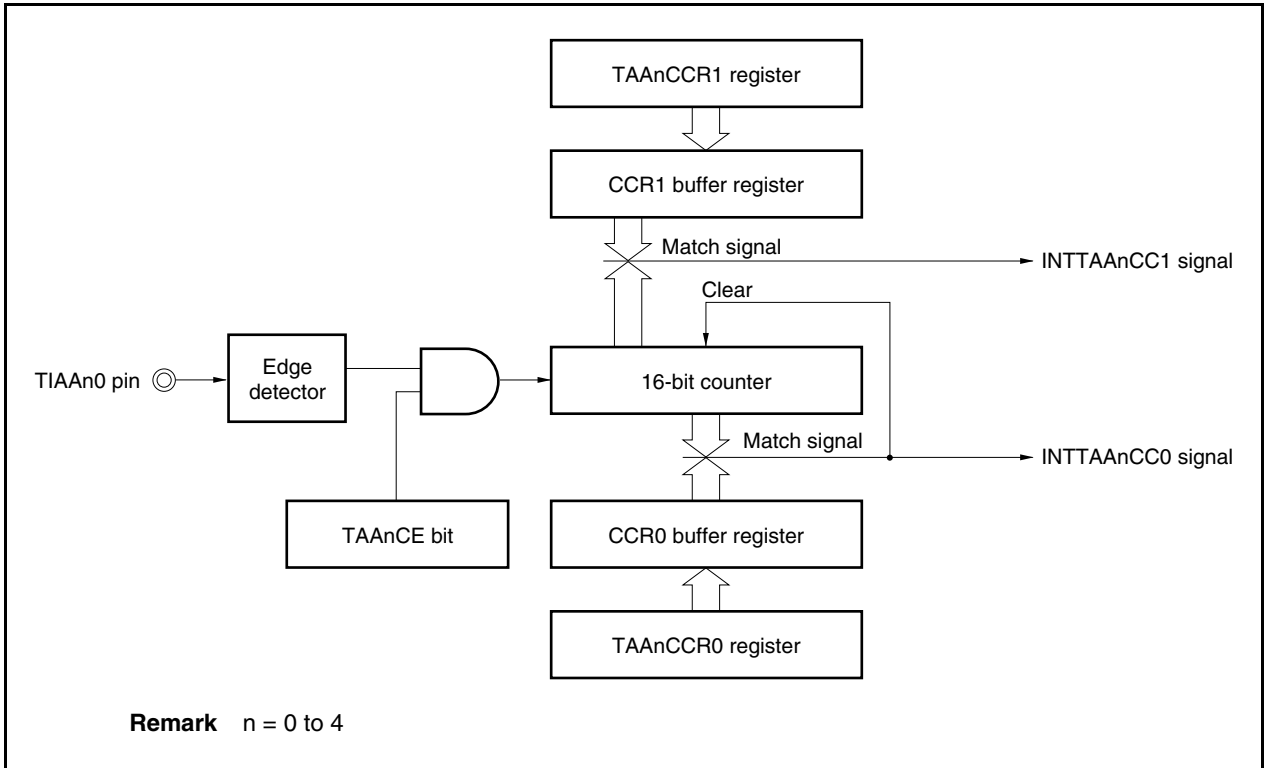 TAAnCCR1 register
CCR1 buffer register
Match signal
INTTAAnCC1 signal
Clear
TIAAn0 pin
Edge
detector
16-bit counter
Match signal
INTTAAnCC0 signal
TAAnCE bit
CCR0 buffer register
TAAnCCR0 register
Remark n = 0 to 4